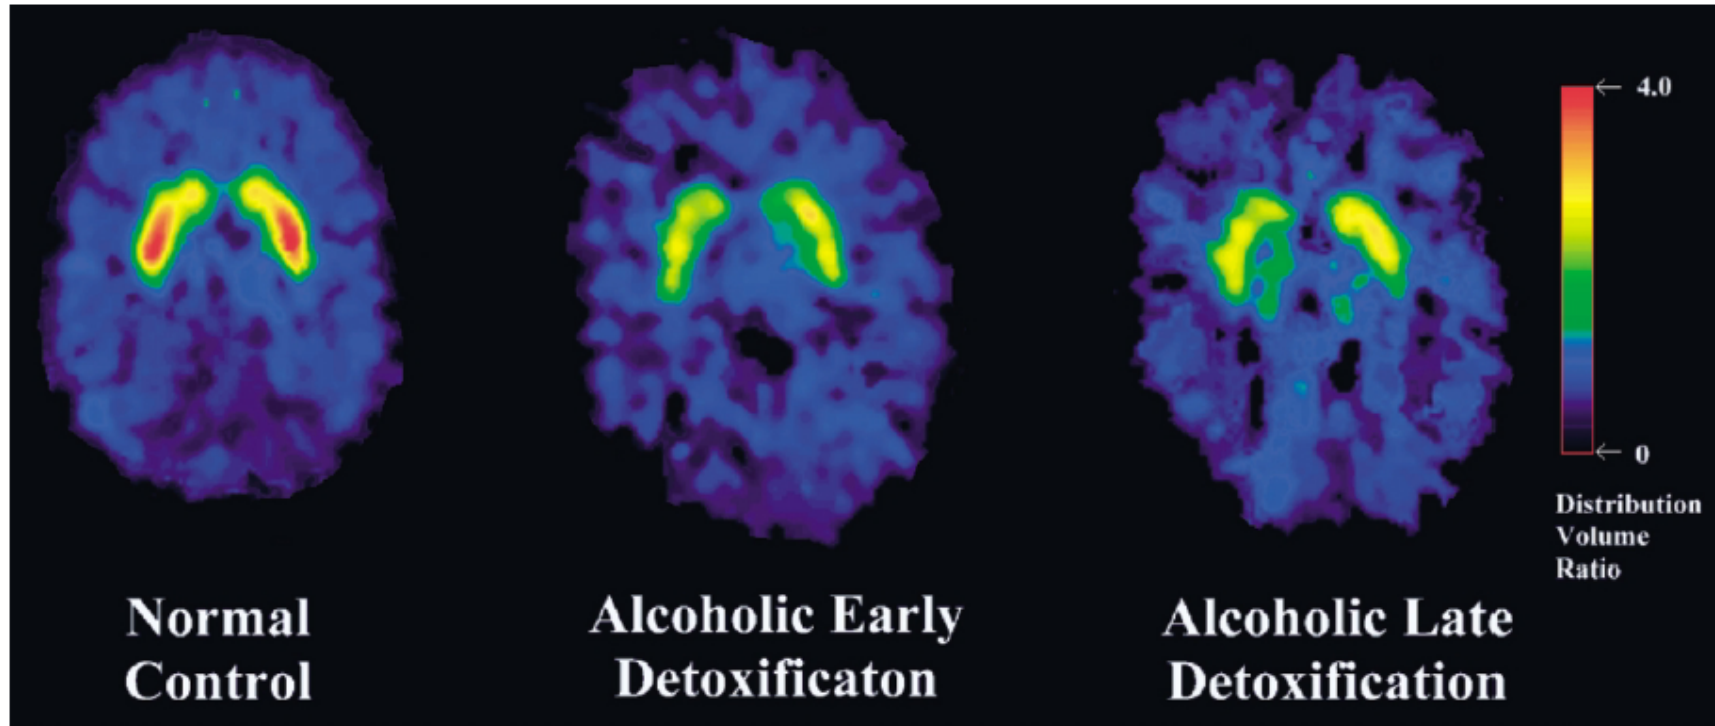 Normal
Control
Alcoholic Early
Detoxificaton
Alcoholic Late
Detoxification
← 4.0
← 0
Distribution
Volume
Ratio